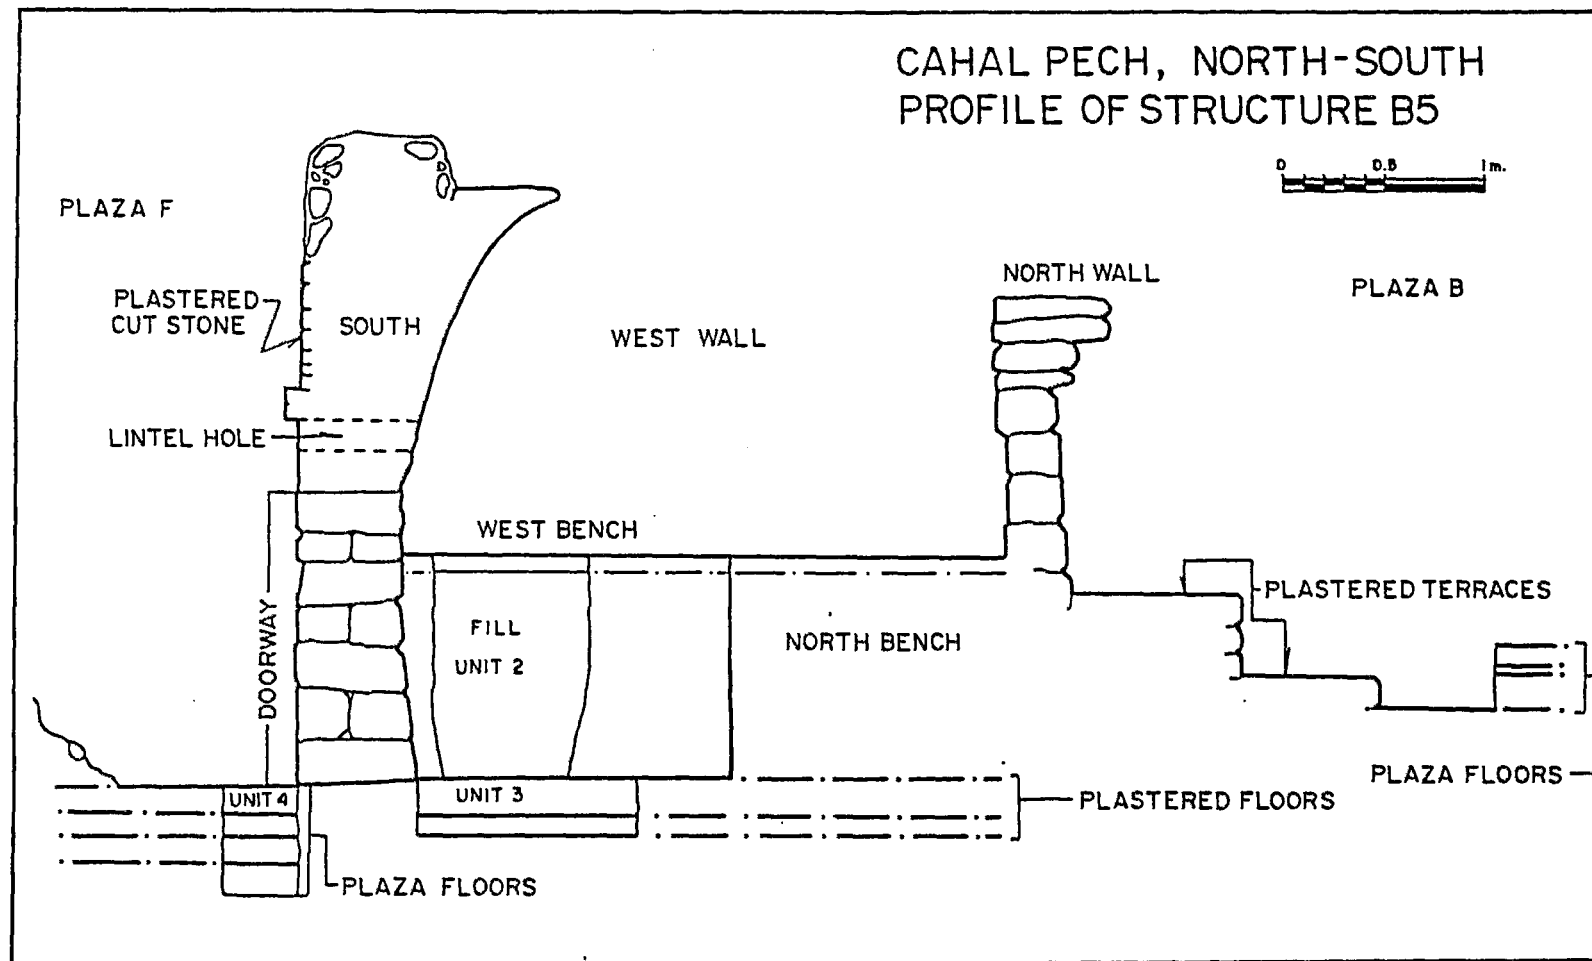 CAHAL PECH, NORTH-SOUTH
PROFILE OF STRUCTURE B5
0 0.5 1m.
PLAZA F
NORTH WALL
PLAZA B
PLASTERED
CUT STONE
SOUTH
WEST WALL
LINTEL HOLE
WEST BENCH
DOORWAY
FILL
UNIT 2
NORTH BENCH
PLASTERED TERRACES
UNIT 4
UNIT 3
PLASTERED FLOORS
PLAZA FLOORS
PLAZA FLOORS